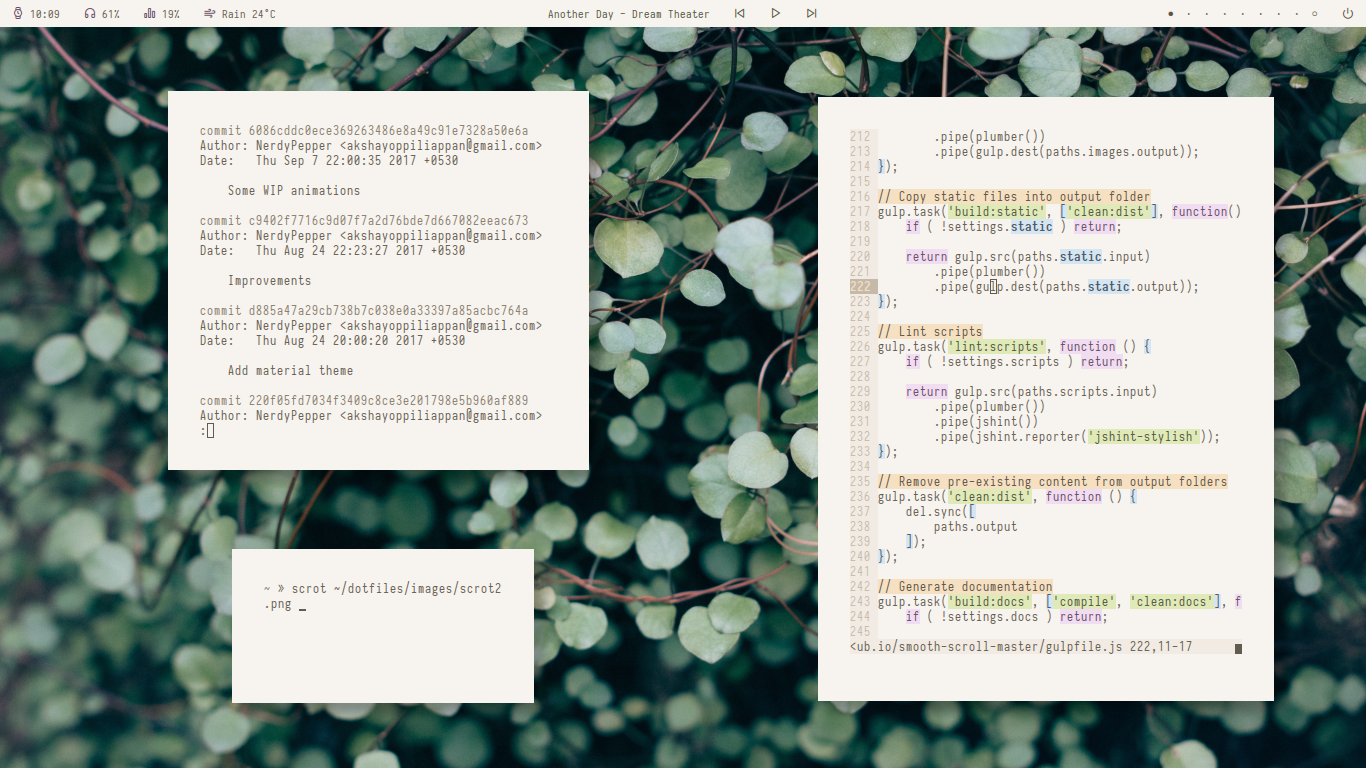 10:09 61% 19% Rain 24°C Another Day - Dream Theater
commit 6086cddc0ece369263486e8a49c91e7328a50e6a
Author: NerdyPepper <akshayoppiliappan@gmail.com>
Date:   Thu Sep 7 22:00:35 2017 +0530
Some WIP animations
commit c9402f7716c9d07f7a2d76bde7d667082eeac673
Author: NerdyPepper <akshayoppiliappan@gmail.com>
Date:   Thu Aug 24 22:23:27 2017 +0530
Improvements
commit d885a47a29cb738b7c038e0a33397a85acbc764a
Author: NerdyPepper <akshayoppiliappan@gmail.com>
Date:   Thu Aug 24 20:00:20 2017 +0530
Add material theme
commit 220f05fd7034f3409c8ce3e201798e5b960af889
Author: NerdyPepper <akshayoppiliappan@gmail.com>
:
~ » scrot ~/dotfiles/images/scrot2
.png _
212         .pipe(plumber())
213         .pipe(gulp.dest(paths.images.output));
214 });
215
216 // Copy static files into output folder
217 gulp.task('build:static', ['clean:dist'], function()
218     if ( !settings.static ) return;
219
220     return gulp.src(paths.static.input)
221         .pipe(plumber())
222         .pipe(gulp.dest(paths.static.output));
223 });
224
225 // Lint scripts
226 gulp.task('lint:scripts', function () {
227     if ( !settings.scripts ) return;
228
229     return gulp.src(paths.scripts.input)
230         .pipe(plumber())
231         .pipe(jshint())
232         .pipe(jshint.reporter('jshint-stylish'));
233 });
234
235 // Remove pre-existing content from output folders
236 gulp.task('clean:dist', function () {
237     del.sync([
238         paths.output
239     ]);
240 });
241
242 // Generate documentation
243 gulp.task('build:docs', ['compile', 'clean:docs'], f
244     if ( !settings.docs ) return;
245
<ub.io/smooth-scroll-master/gulpfile.js 222,11-17